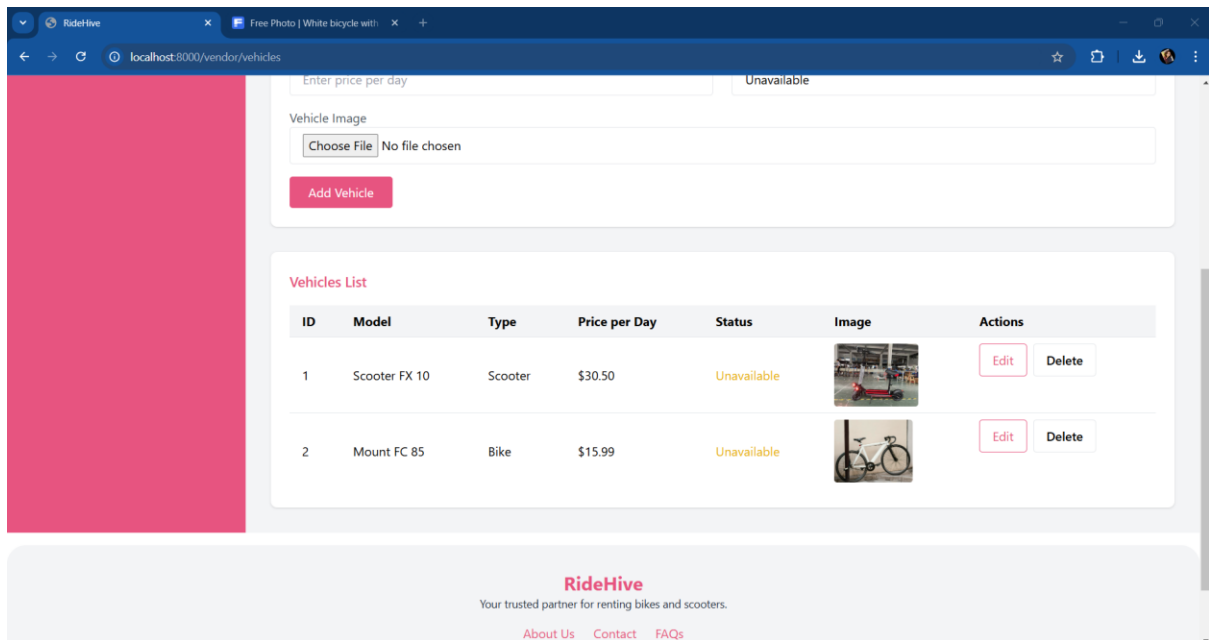 RideHive
Free Photo | White bicycle with
localhost:8000/vendor/vehicles
Enter price per day Unavailable
Vehicle Image
Choose File No file chosen
Add Vehicle
Vehicles List
ID Model Type Price per Day Status Image Actions
1 Scooter FX 10 Scooter $30.50 Unavailable Edit Delete
2 Mount FC 85 Bike $15.99 Unavailable Edit Delete
RideHive
Your trusted partner for renting bikes and scooters.
About Us Contact FAQs